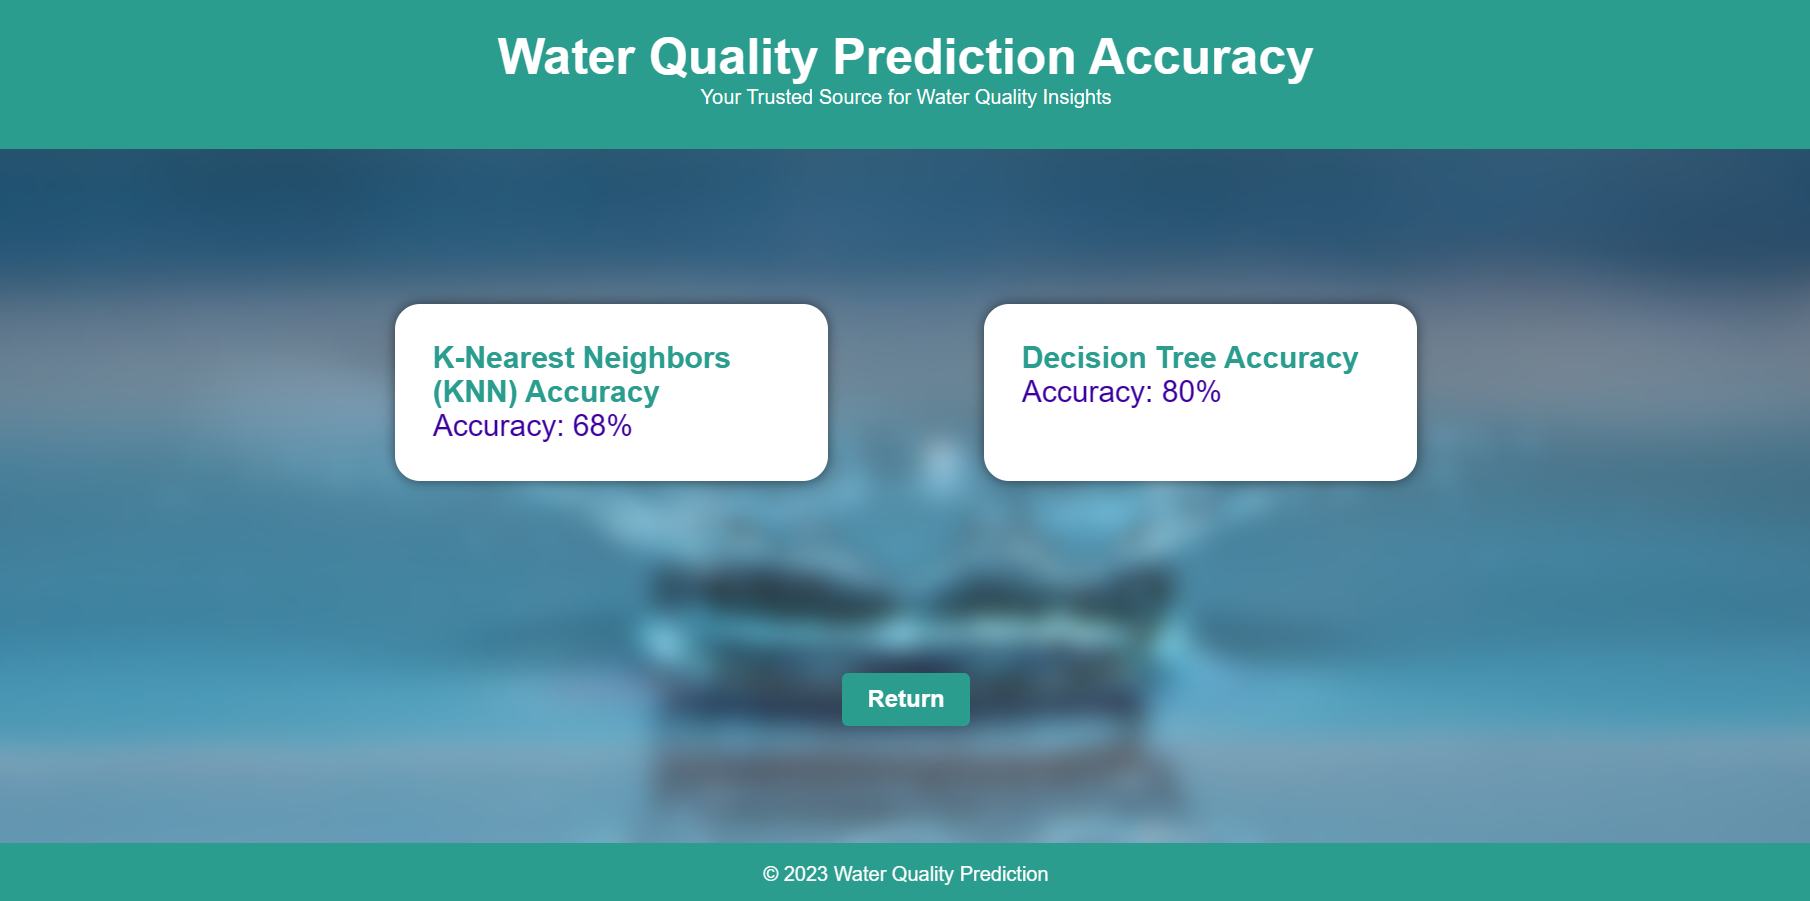 Water Quality Prediction Accuracy
Your Trusted Source for Water Quality Insights
K-Nearest Neighbors
(KNN) Accuracy
Accuracy: 68%
Decision Tree Accuracy
Accuracy: 80%
Return
© 2023 Water Quality Prediction